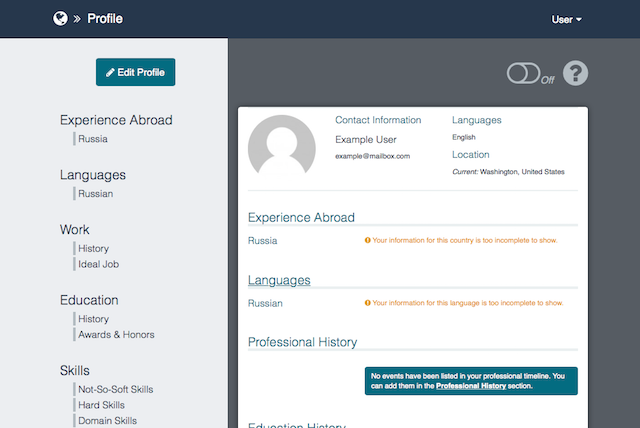 » Profile
User
Edit Profile
Off
?
Experience Abroad
Russia
Languages
Russian
Work
History
Ideal Job
Education
History
Awards & Honors
Skills
Not-So-Soft Skills
Hard Skills
Domain Skills
Contact Information
Example User
example@mailbox.com
Languages
English
Location
Current: Washington, United States
Experience Abroad
Russia
Your information for this country is too incomplete to show.
Languages
Russian
Your information for this language is too incomplete to show.
Professional History
No events have been listed in your professional timeline. You
can add them in the Professional History section.
Education History